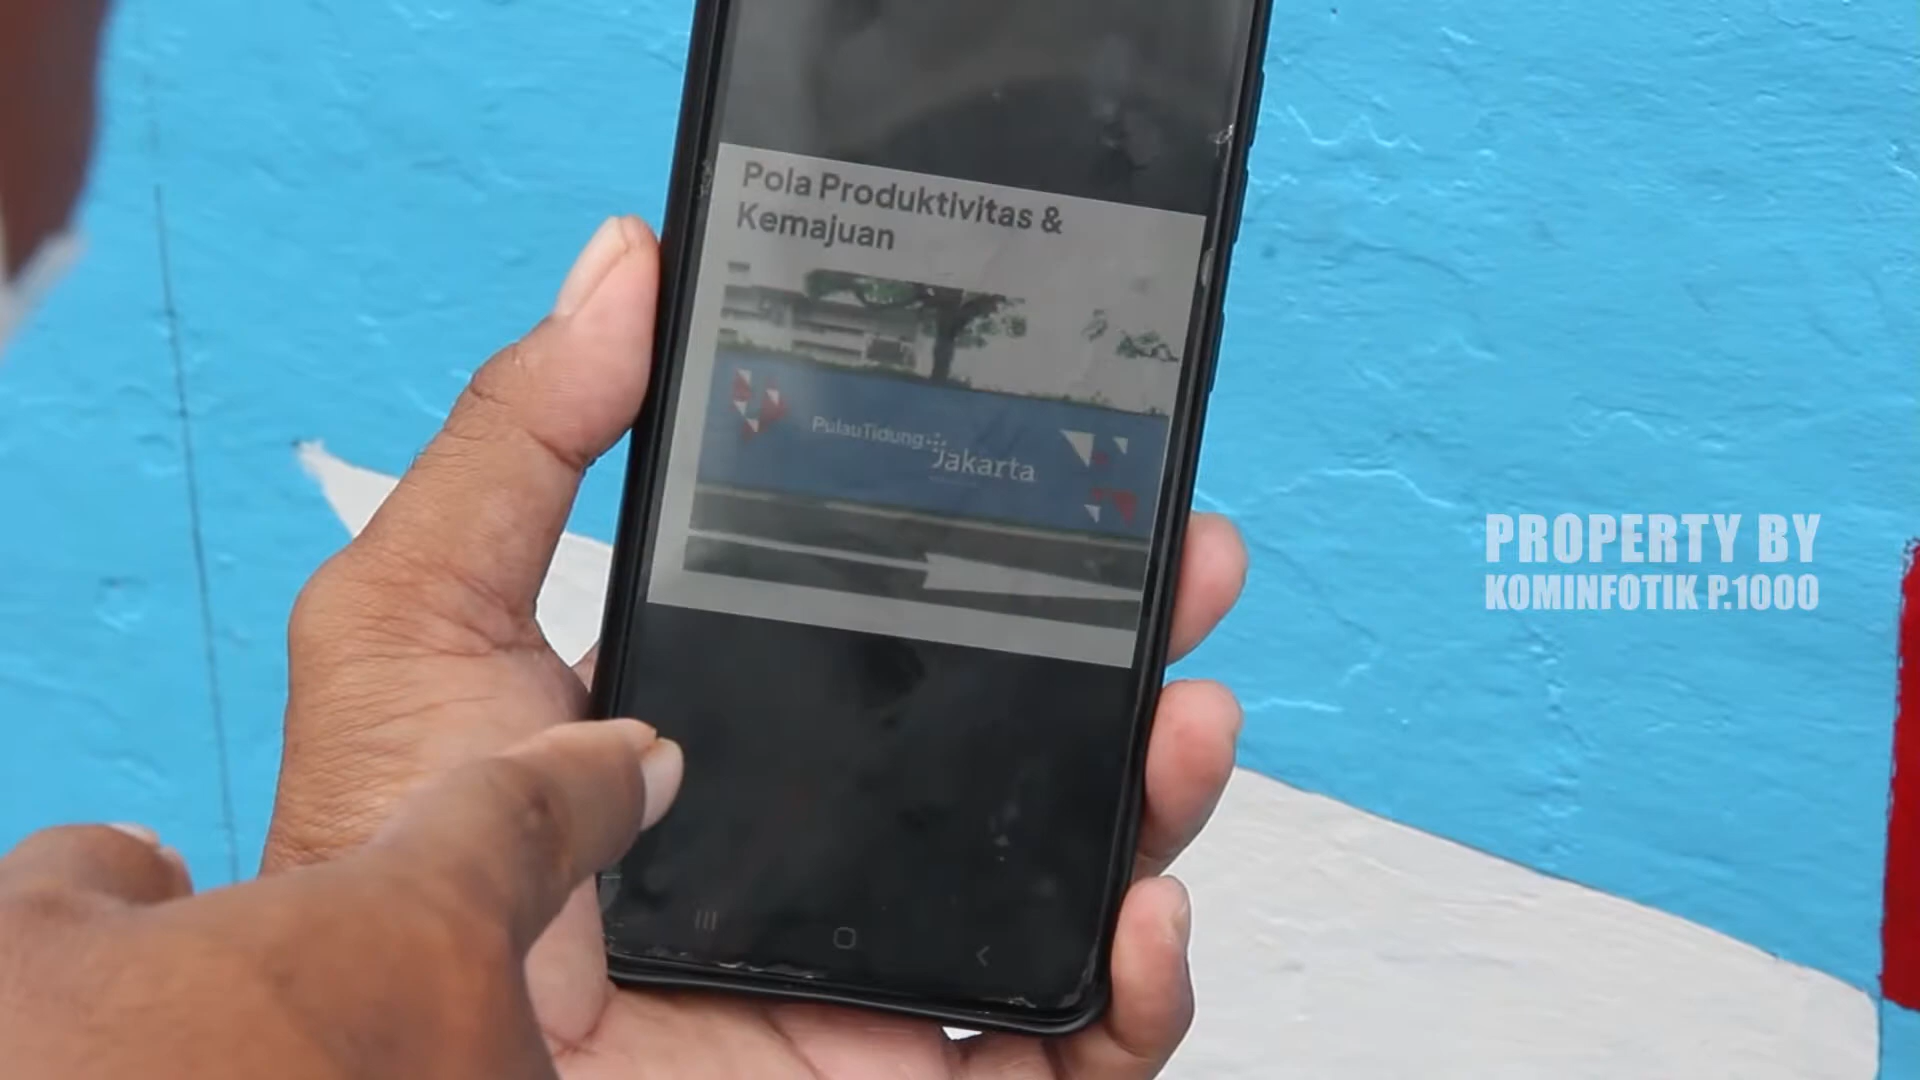 Pola Produktivitas &
Kemajuan
PulauTidung
Jakarta
PROPERTY BY
KOMINFOTIK P.1000